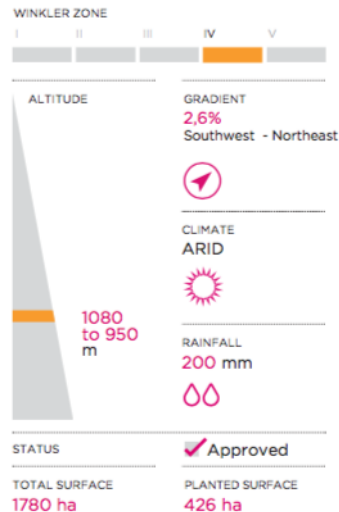 WINKLER ZONE
I II III IV V
ALTITUDE
1080
to 950
m
GRADIENT
2,6%
Southwest - Northeast
CLIMATE
ARID
RAINFALL
200 mm
STATUS
Approved
TOTAL SURFACE
1780 ha
PLANTED SURFACE
426 ha